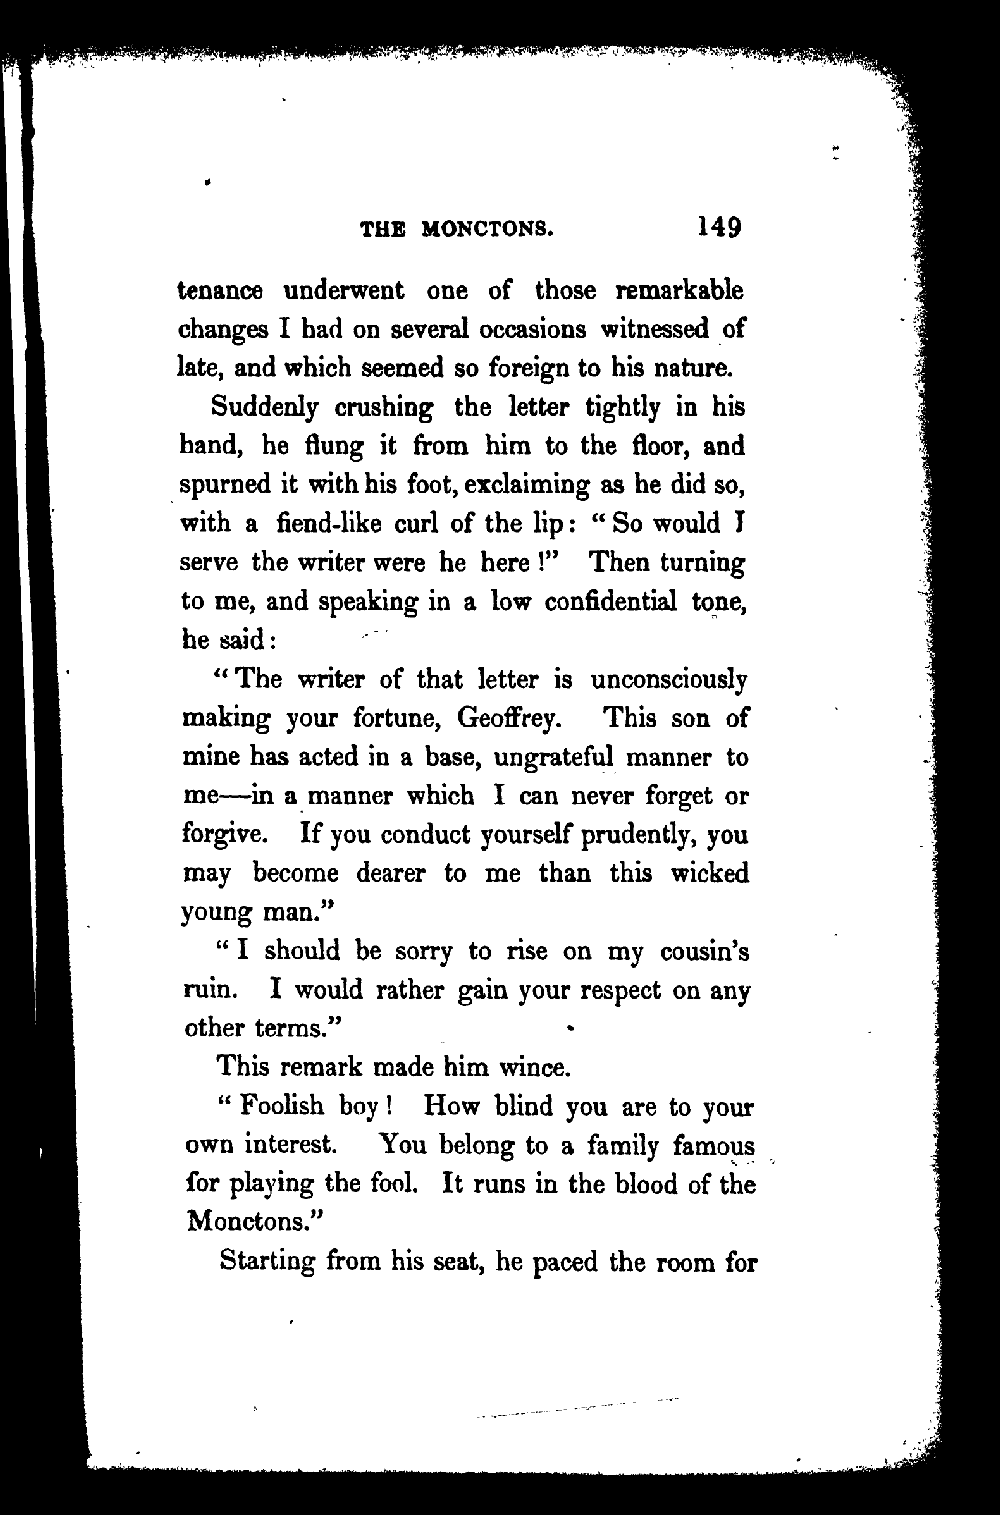 THE MONCTONS. 149
tenance underwent one of those remarkable
changes I had on several occasions witnessed of
late, and which seemed so foreign to his nature.
Suddenly crushing the letter tightly in his
hand, he flung it from him to the floor, and
spurned it with his foot, exclaiming as he did so,
with a fiend-like curl of the lip: “So would I
serve the writer were he here!” Then turning
to me, and speaking in a low confidential tone,
he said:
“The writer of that letter is unconsciously
making your fortune, Geoffrey. This son of
mine has acted in a base, ungrateful manner to
me—in a manner which I can never forget or
forgive. If you conduct yourself prudently, you
may become dearer to me than this wicked
young man.”
“I should be sorry to rise on my cousin’s
ruin. I would rather gain your respect on any
other terms.”
This remark made him wince.
“Foolish boy! How blind you are to your
own interest. You belong to a family famous
for playing the fool. It runs in the blood of the
Monctons.”
Starting from his seat, he paced the room for